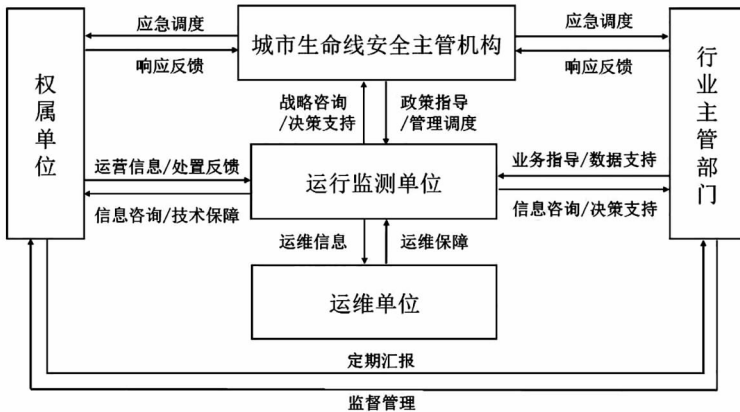 应急调度
城市生命线安全主管机构
应急调度
响应反馈
响应反馈
权属单位
行业主管部门
战略咨询
/决策支持
政策指导
/管理调度
运营信息/处置反馈
运行监测单位
业务指导/数据支持
信息咨询/技术保障
信息咨询/决策支持
运维信息
运维保障
运维单位
定期汇报
监督管理